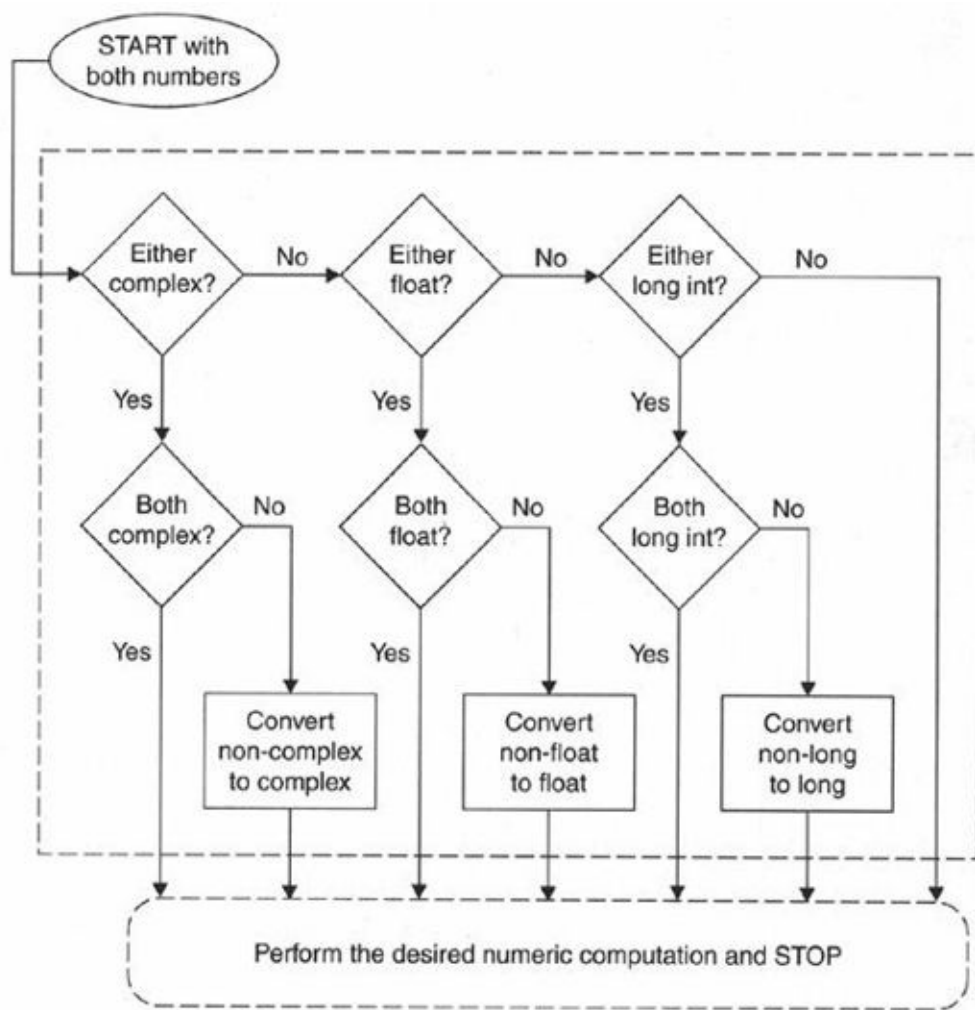 START with
both numbers
Either
complex?
No
Either
float?
No
Either
long int?
No
Yes
Yes
Yes
Both
complex?
No
Both
float?
No
Both
long int?
No
Yes
Yes
Yes
Convert
non-complex
to complex
Convert
non-float
to float
Convert
non-long
to long
Perform the desired numeric computation and STOP